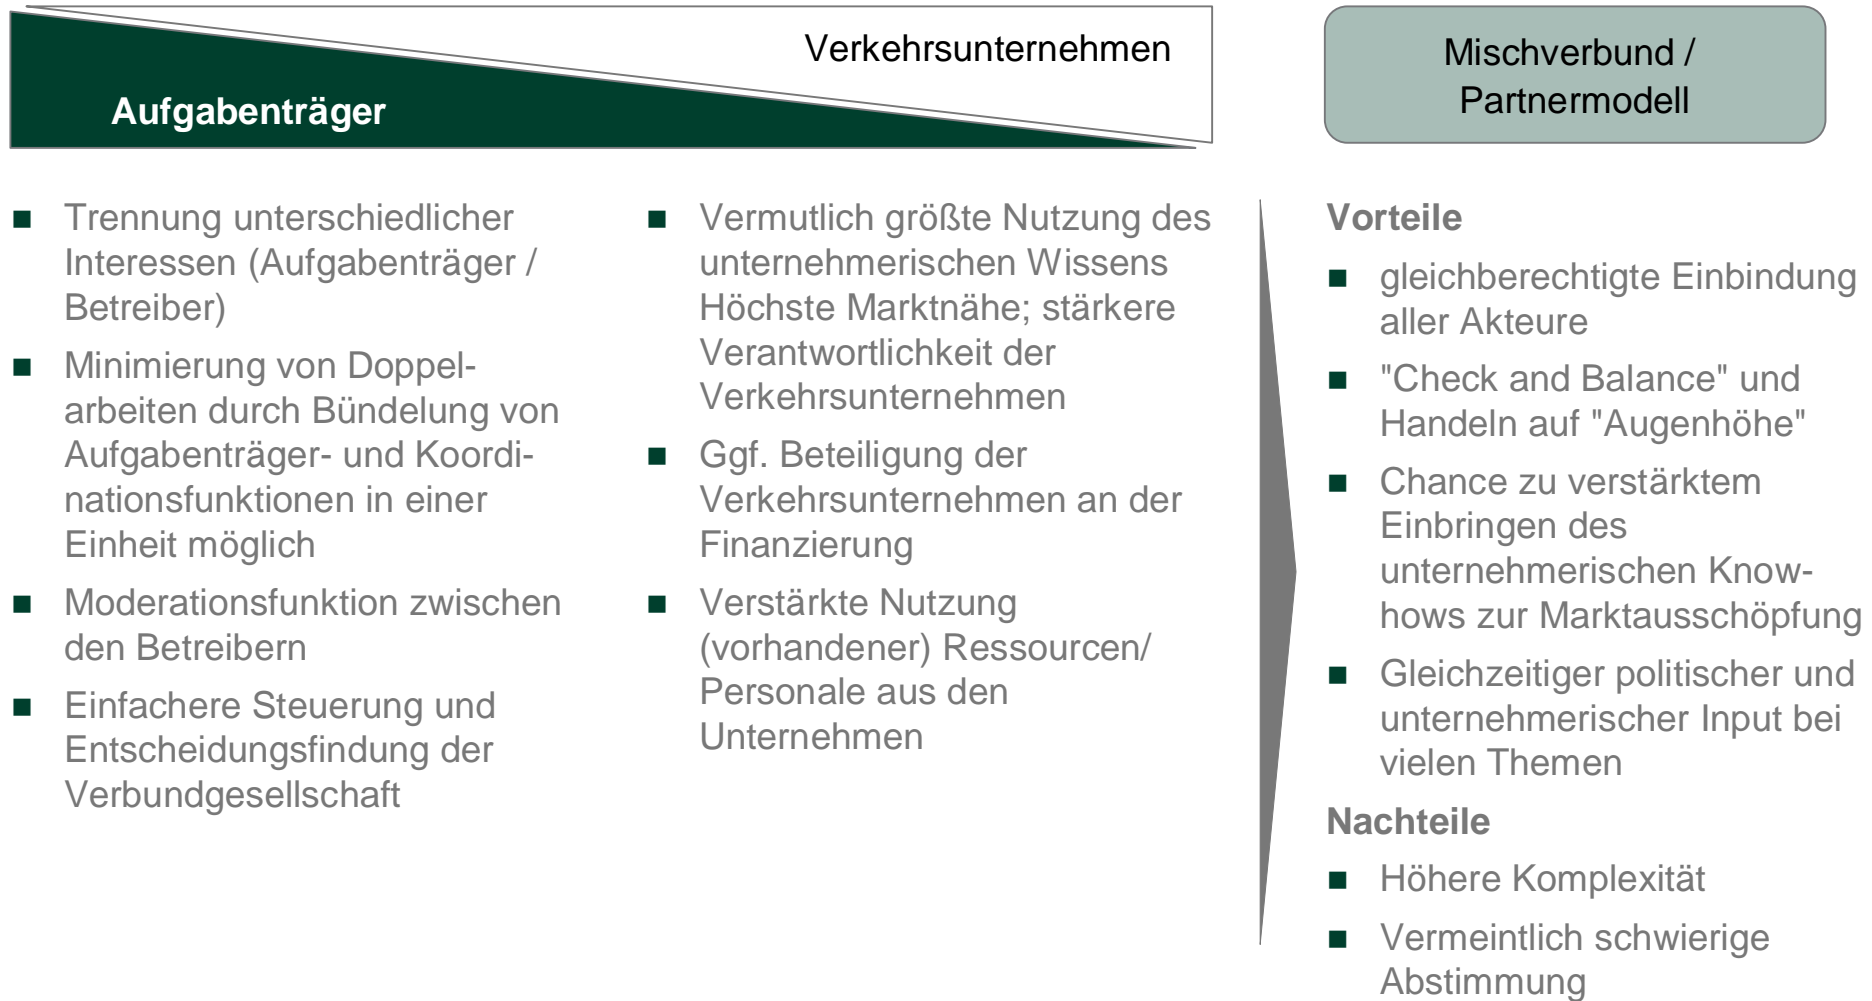 Verkehrsunternehmen
Aufgabenträger
Mischverbund /
Partnermodell
Trennung unterschiedlicher
Interessen (Aufgabenträger /
Betreiber)
Minimierung von Doppel-
arbeiten durch Bündelung von
Aufgabenträger- und Koordi-
nationsfunktionen in einer
Einheit möglich
Moderationsfunktion zwischen
den Betreibern
Einfachere Steuerung und
Entscheidungsfindung der
Verbundgesellschaft
Vermutlich größte Nutzung des
unternehmerischen Wissens
Höchste Marktnähe; stärkere
Verantwortlichkeit der
Verkehrsunternehmen
Ggf. Beteiligung der
Verkehrsunternehmen an der
Finanzierung
Verstärkte Nutzung
(vorhandener) Ressourcen/
Personale aus den
Unternehmen
Vorteile
gleichberechtigte Einbindung
aller Akteure
"Check and Balance" und
Handeln auf "Augenhöhe"
Chance zu verstärktem
Einbringen des
unternehmerischen Know-
hows zur Marktausschöpfung
Gleichzeitiger politischer und
unternehmerischer Input bei
vielen Themen
Nachteile
Höhere Komplexität
Vermeintlich schwierige
Abstimmung